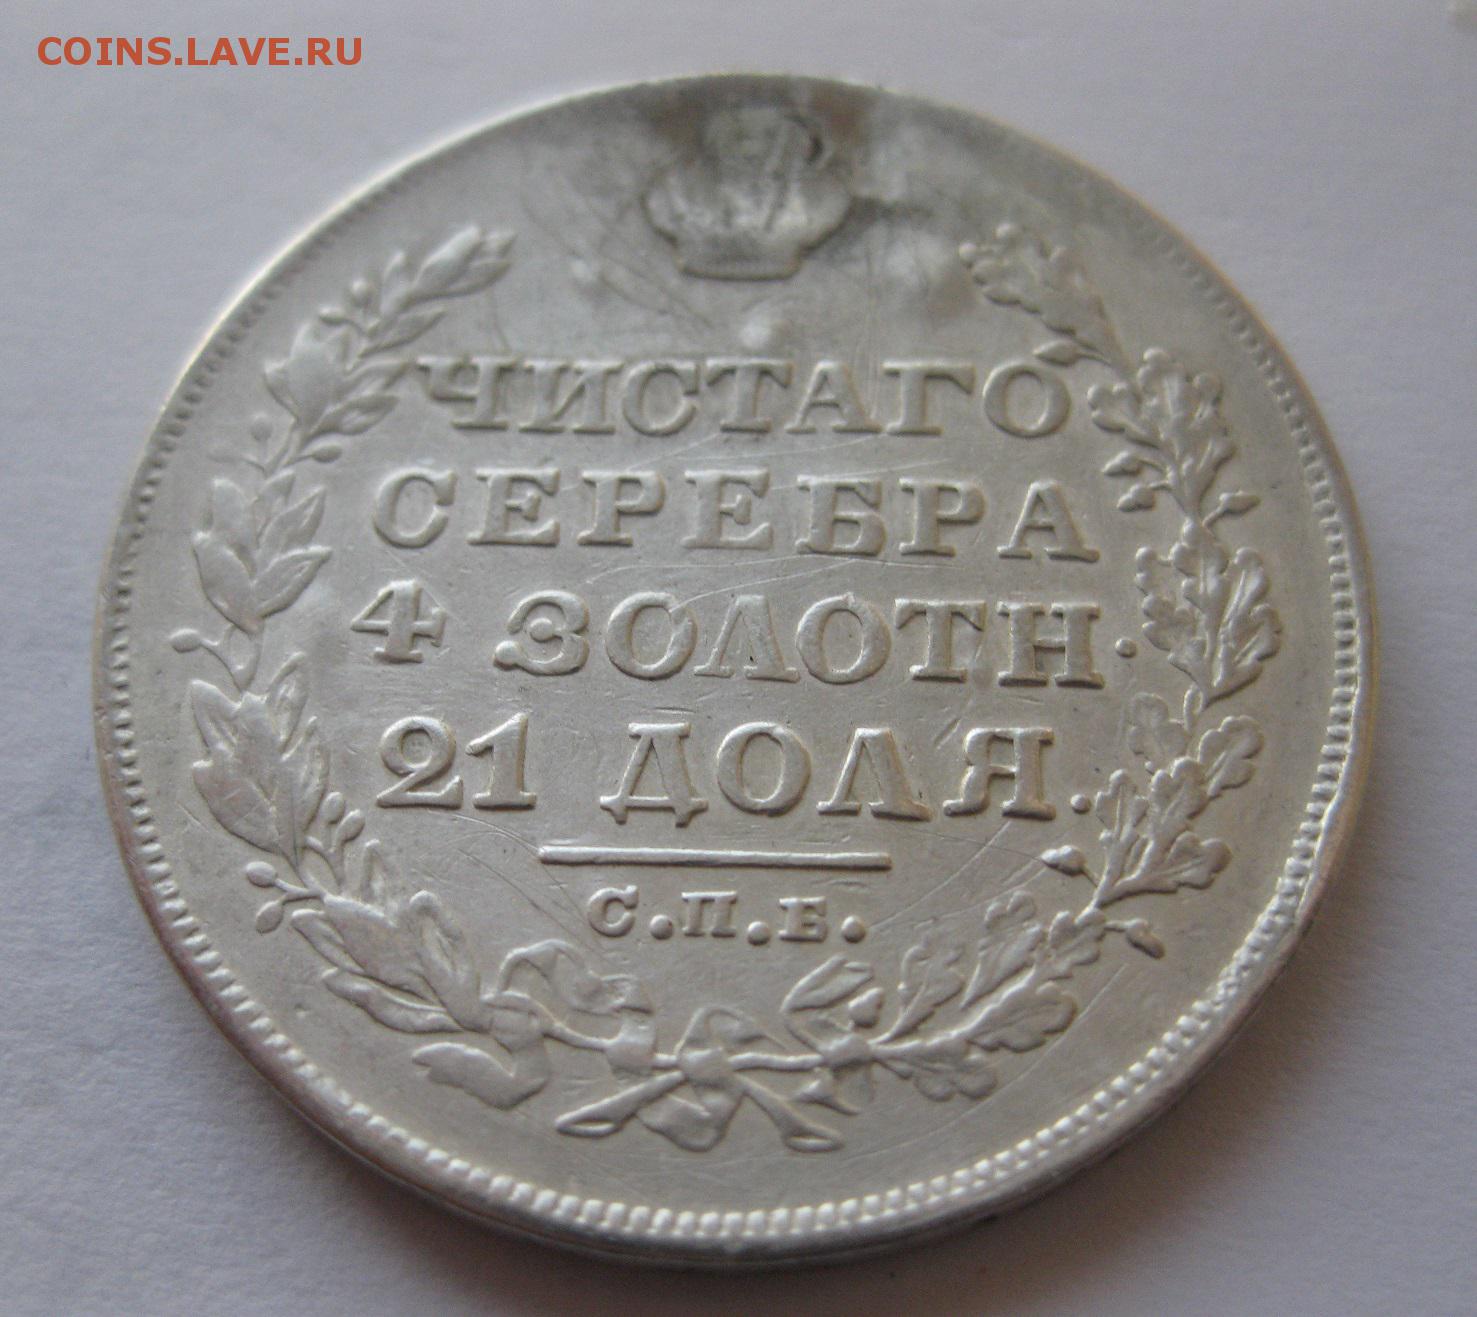 COINS.LAVE.RU
ЧИСТАГО
СЕРЕБРА
4 ЗОЛОТН.
21 ДОЛЯ.
С.П.Б.